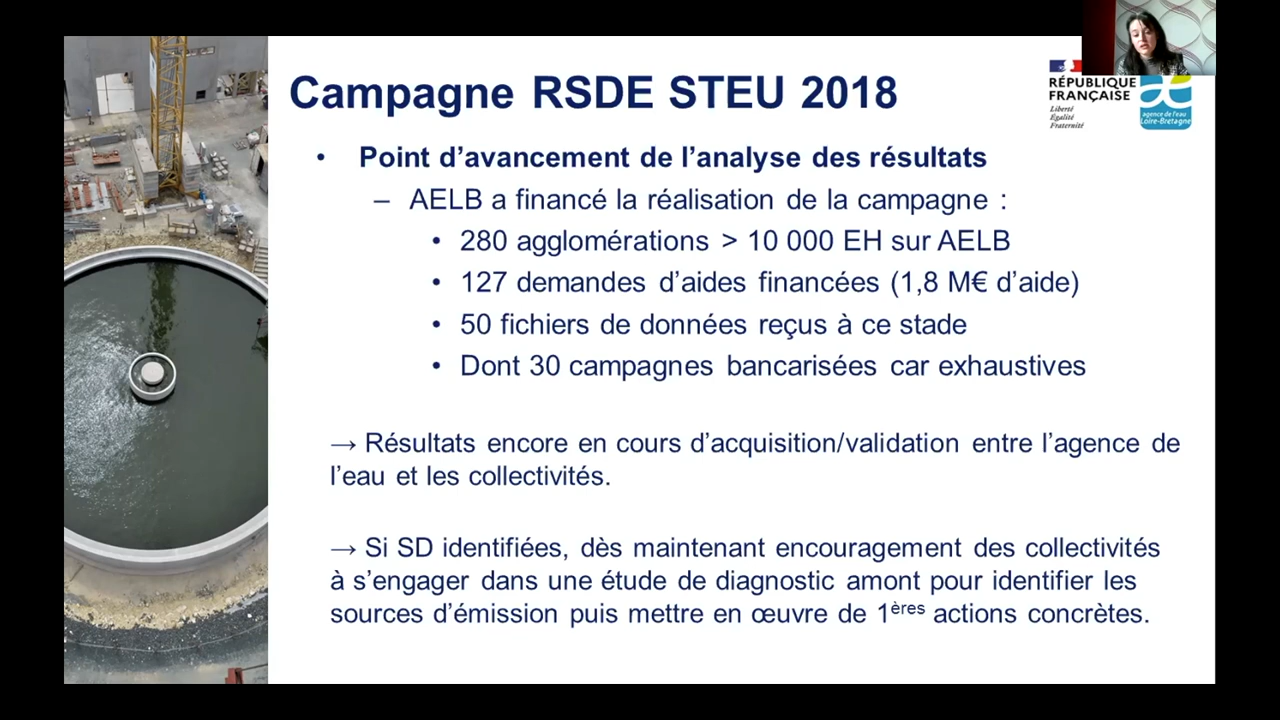 Campagne RSDE STEU 2018
RÉPUBLIQUE
FRANÇAISE
Liberté
Égalité
Fraternité
agence de l'eau
Loire-Bretagne
• Point d'avancement de l'analyse des résultats
– AELB a financé la réalisation de la campagne :
• 280 agglomérations > 10 000 EH sur AELB
• 127 demandes d'aides financées (1,8 M€ d'aide)
• 50 fichiers de données reçus à ce stade
• Dont 30 campagnes bancarisées car exhaustives
→ Résultats encore en cours d'acquisition/validation entre l'agence de
l'eau et les collectivités.
→ Si SD identifiées, dès maintenant encouragement des collectivités
à s'engager dans une étude de diagnostic amont pour identifier les
sources d'émission puis mettre en œuvre de 1ères actions concrètes.